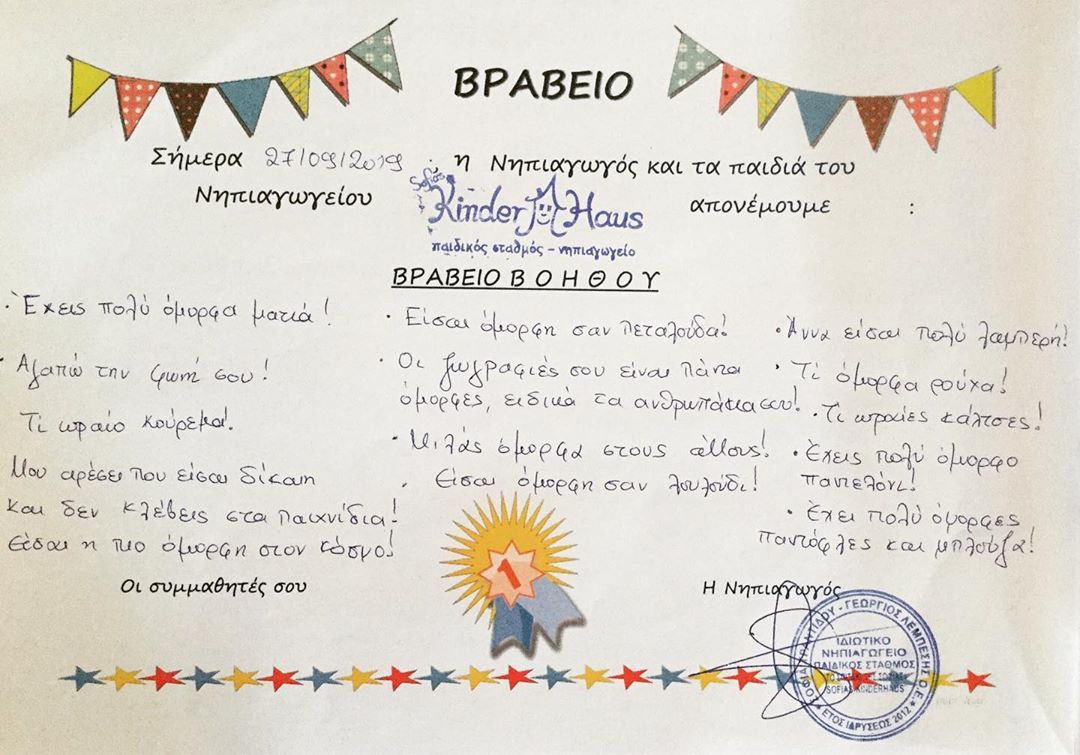 ΒΡΑΒΕΙΟ
Σήμερα 27/09/2019 . η Νηπιαγωγός και τα παιδιά του
Νηπιαγωγείου Sofias Kinder Haus απονέμουμε :
παιδικός σταθμός - νηπιαγωγείο
ΒΡΑΒΕΙΟ Β Ο Η Θ Ο Υ
· Έχεις πολύ όμορφα ματιά!
· Αγαπώ την φωνή σου!
Τί ωραίο κούρεμα!
Μου αρέσει που είσαι δίκαιη
και δεν κλέβεις στα παιχνίδια!
Είσαι η πιο όμορφη στον κόσμο!
· Είσαι όμορφη σαν πεταλούδα!
· Οι ζωγραφιές σου είναι πάντα
όμορφες, ειδικά τα ανθρωπάκια σου!
· Μιλάς όμορφα στους άλλους!
· Είσαι όμορφη σαν λουλούδι!
· Άννα είσαι πολύ λαμπερή!
· Τί όμορφα ρούχα!
· Τι ωραίες κάλτσες!
· Έχεις πολύ όμορφο
παντελόνι!
· Έχει πολύ όμορφες
παντόφλες και μπλούζα!
1
Οι συμμαθητές σου
Η Νηπιαγωγός
ΓΕΩΡΓΙΟΣ ΛΕΜΠΕΣΗΣ Ο.Ε.
ΙΔΙΩΤΙΚΟ
ΝΗΠΙΑΓΩΓΕΙΟ
ΠΑΙΔΙΚΟΣ ΣΤΑΘΜΟΣ
SOFIAS KINDERHAUS
ΕΤΟΣ ΙΔΡΥΣΕΩΣ 2012